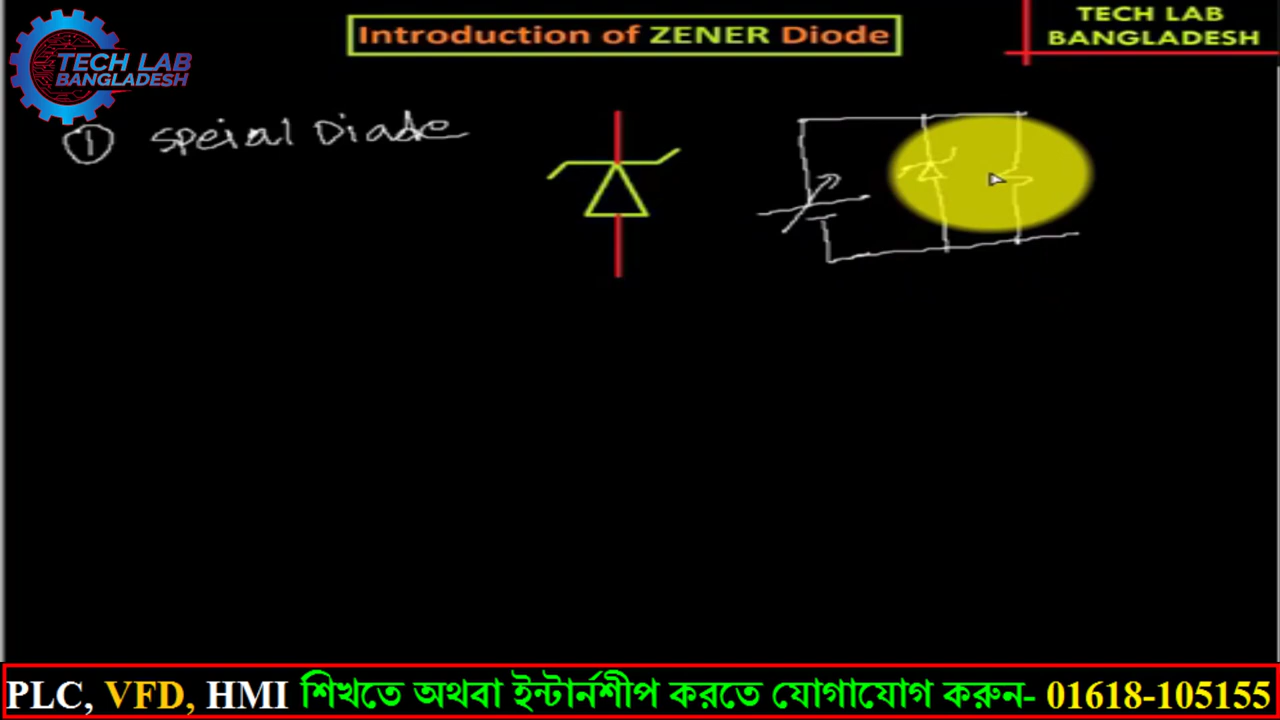 Introduction of ZENER Diode
TECH LAB
BANGLADESH
TECH LAB
BANGLADESH
① speial Diade
PLC, VFD, HMI শিখতে অথবা ইন্টার্নশীপ করতে যোগাযোগ করুন- 01618-105155